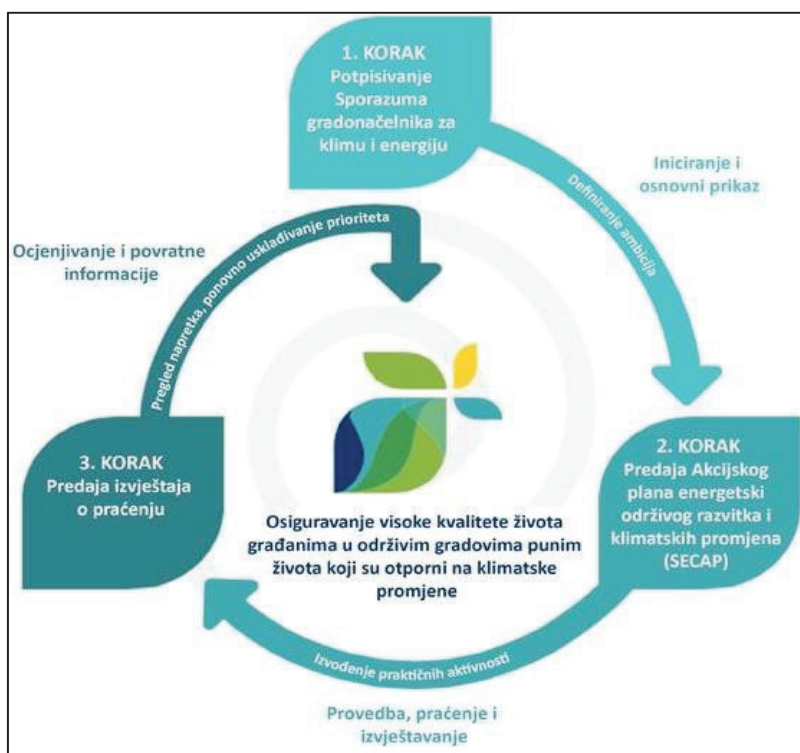 1. KORAK
Potpisivanje
Sporazuma
gradonačelnika za
klimu i energiju
Definiranje ambicija
Iniciranje i
osnovni prikaz
2. KORAK
Predaja Akcijskog
plana energetski
održivog razvitka i
klimatskih promjena
(SECAP)
Izvođenje praktičnih aktivnosti
Provedba, praćenje i
izvještavanje
3. KORAK
Predaja izvještaja
o praćenju
Pregled napretka, ponovno usklađivanje prioriteta
Ocjenjivanje i povratne
informacije
Osiguravanje visoke kvalitete života
građanima u održivim gradovima punim
života koji su otporni na klimatske
promjene